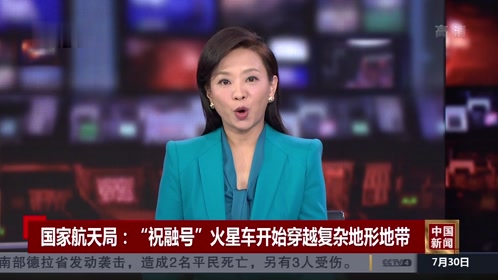 高清
国家航天局：“祝融号”火星车开始穿越复杂地形地带
中国
新闻
南部德拉省发动袭击，造成2名平民死亡，另有3人受伤。
CCTV4
7月30日